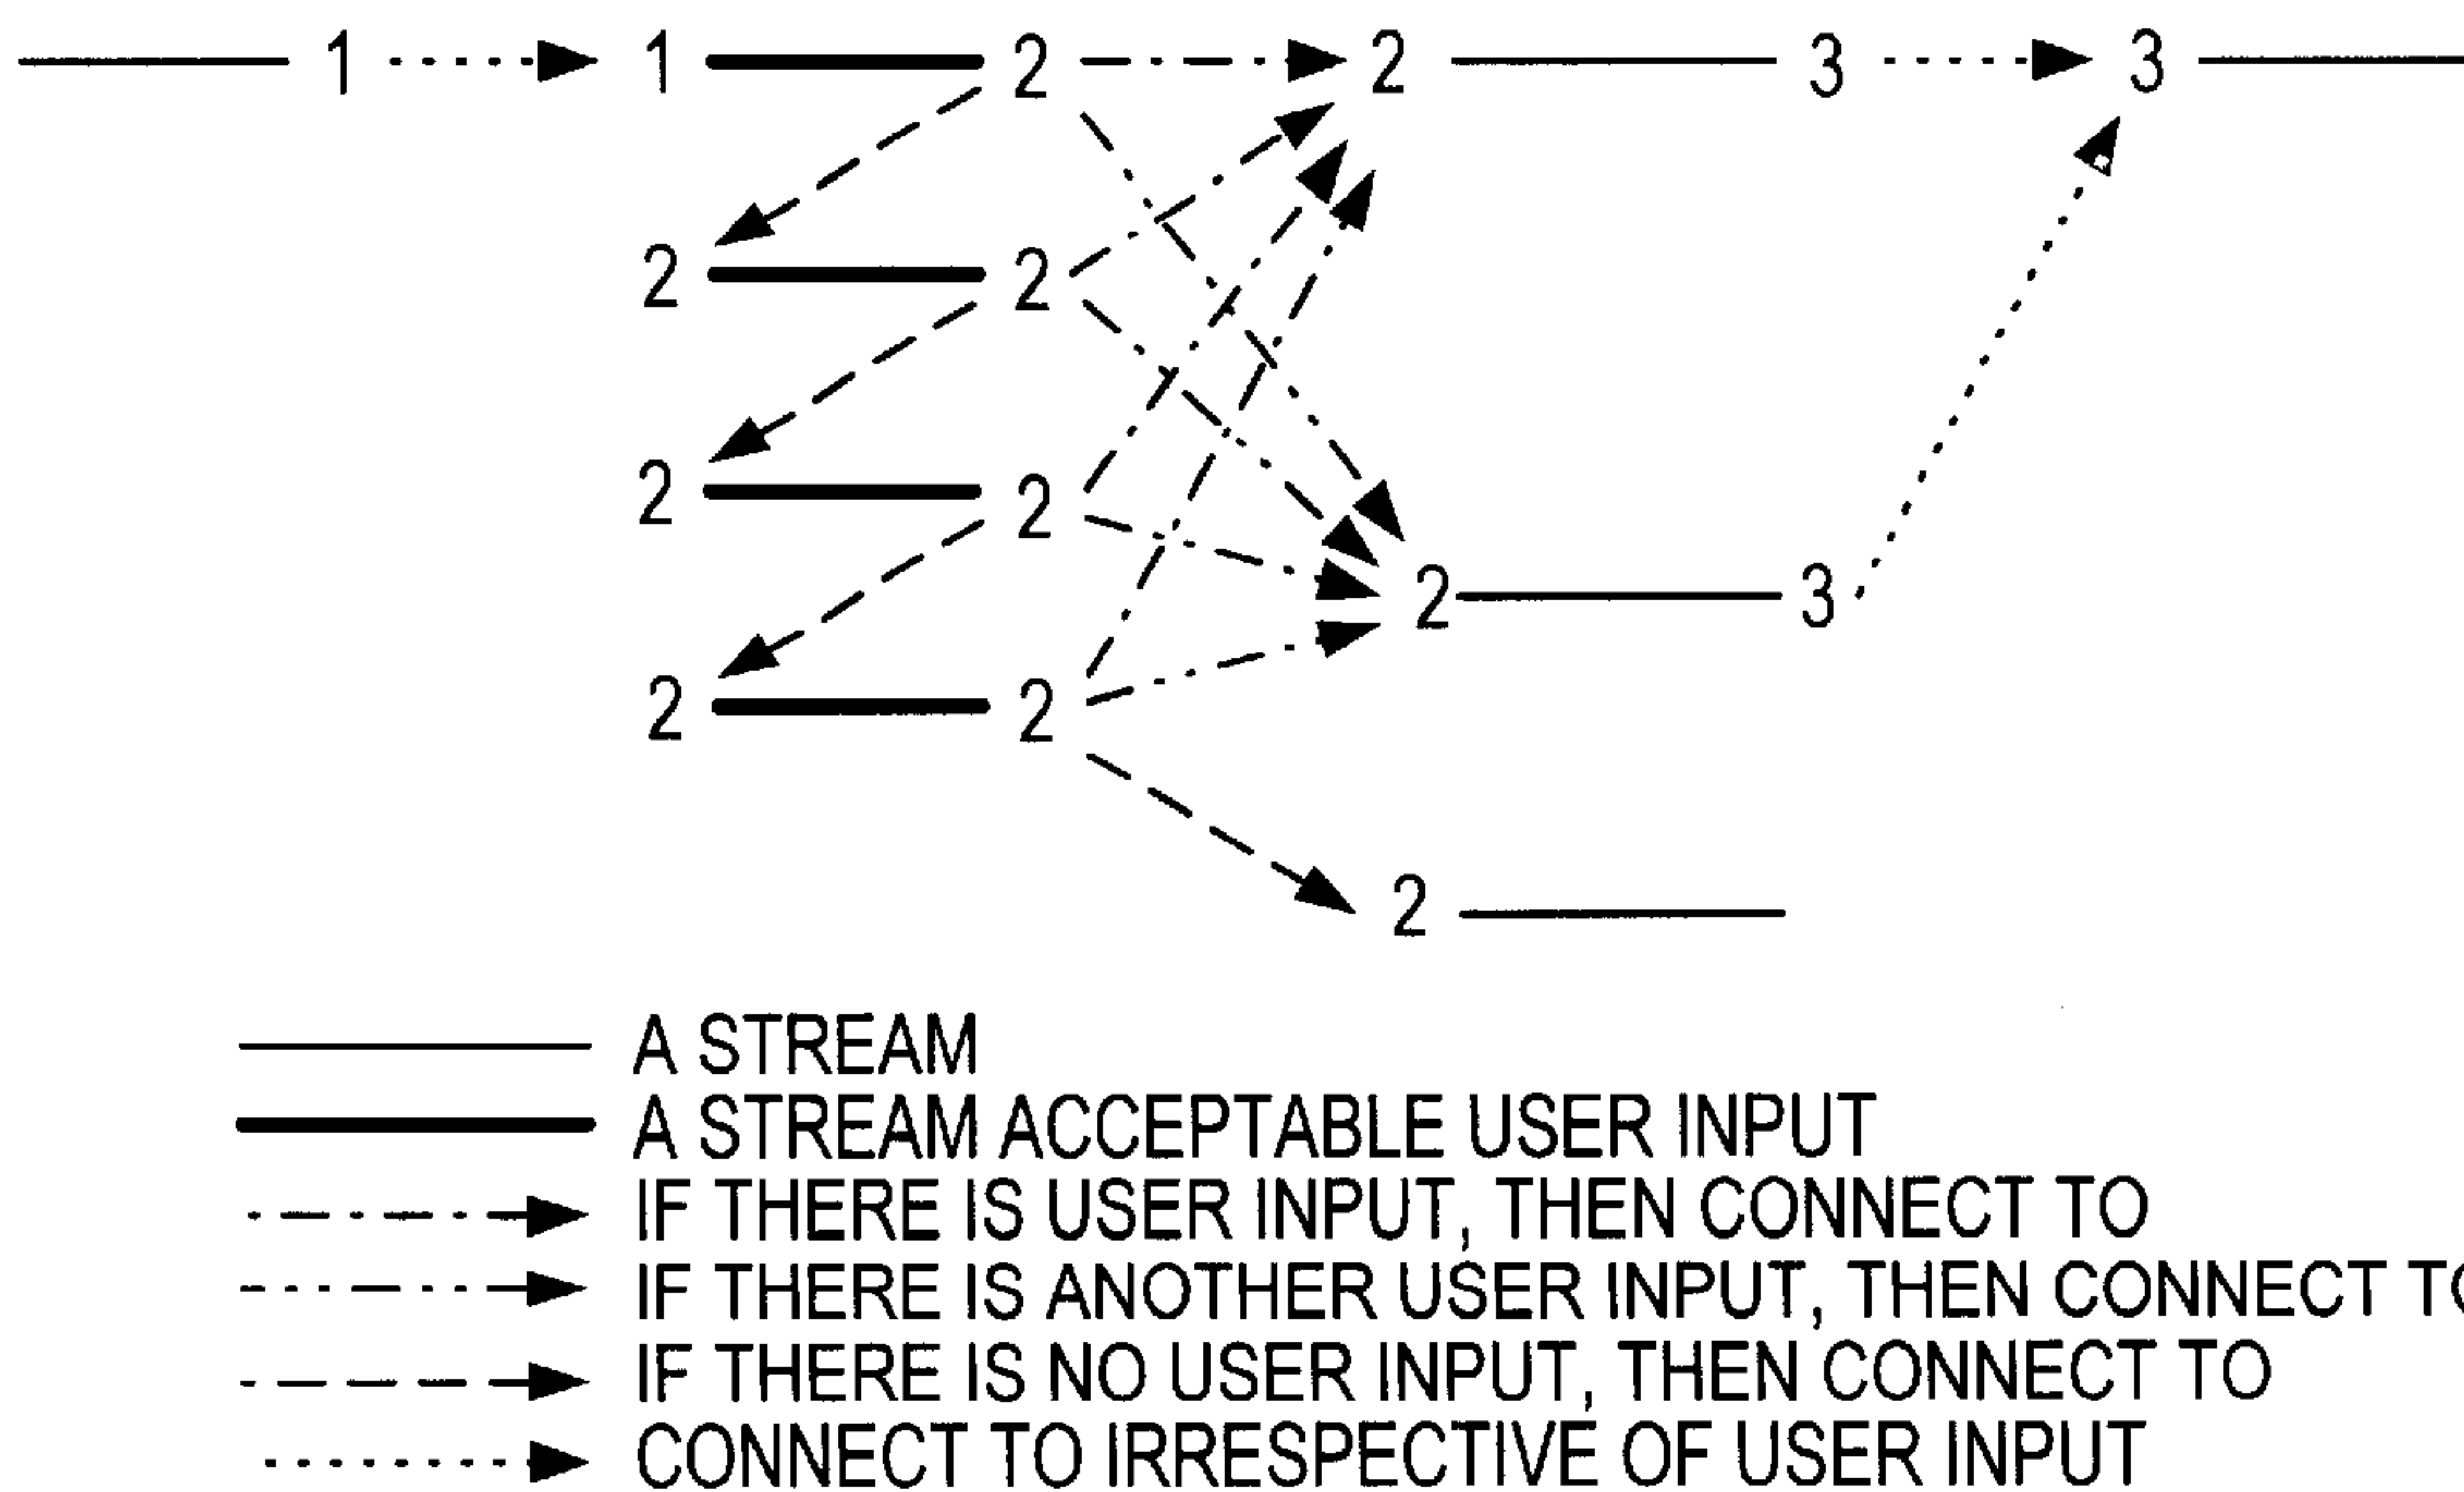 1 1 2 2 3 3
2 2
2 2
2 3
2 2
2
A STREAM
A STREAM ACCEPTABLE USER INPUT
IF THERE IS USER INPUT, THEN CONNECT TO
IF THERE IS ANOTHER USER INPUT, THEN CONNECT TO
IF THERE IS NO USER INPUT, THEN CONNECT TO
CONNECT TO IRRESPECTIVE OF USER INPUT